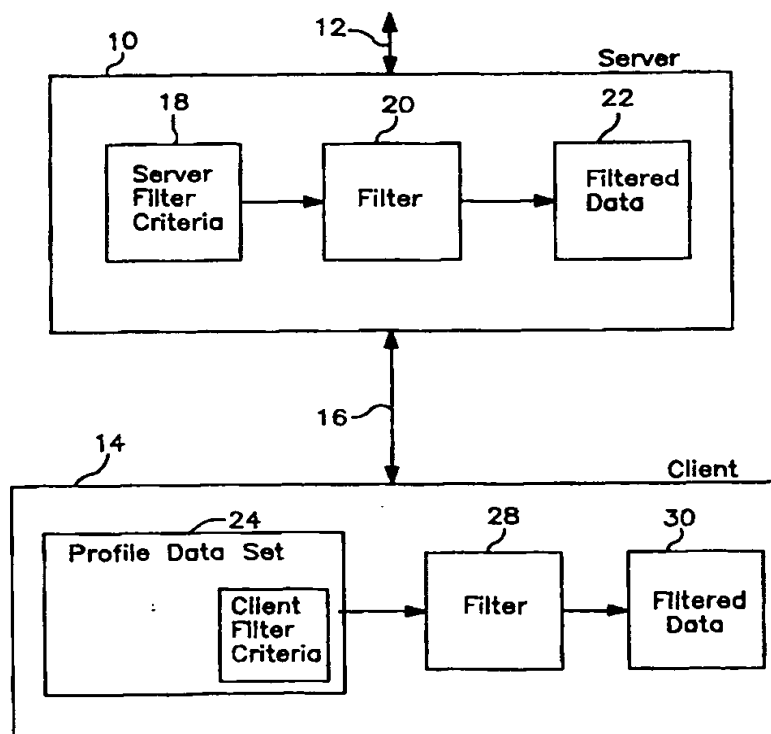 12
10
Server
18
20
22
Server
Filter
Criteria
Filter
Filtered
Data
16
14
Client
24
28
30
Profile Data Set
Client
Filter
Criteria
Filter
Filtered
Data